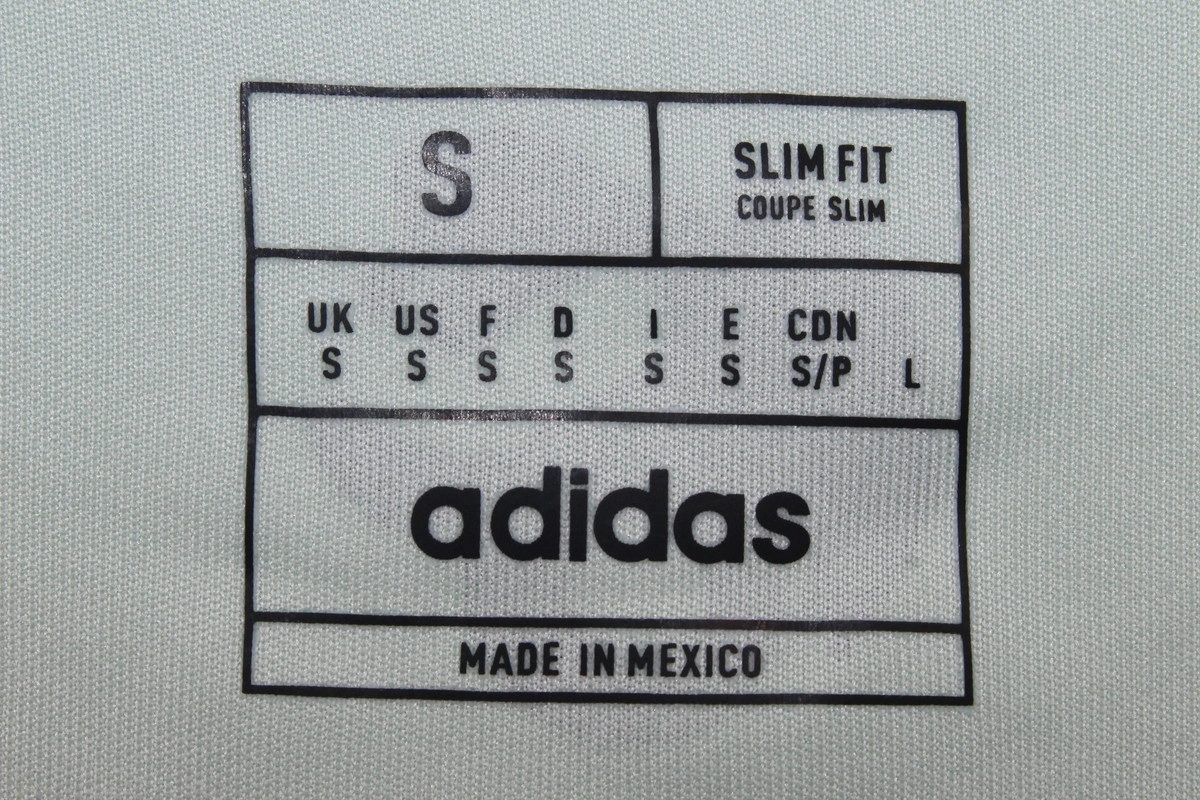 S
SLIM FIT
COUPE SLIM
UK US F D I E CDN
S S S S S S S/P L
adidas
MADE IN MEXICO